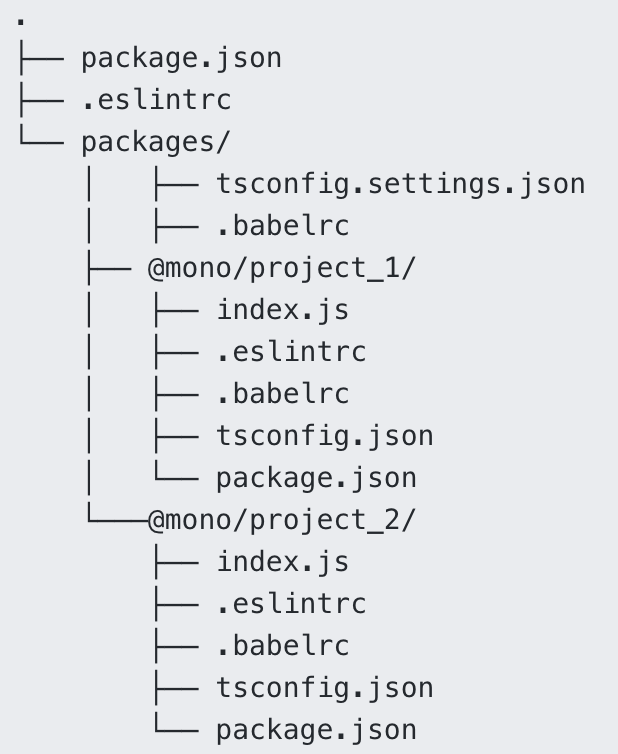 .
├── package.json
├── .eslintrc
└── packages/
    │   ├── tsconfig.settings.json
    │   ├── .babelrc
    ├── @mono/project_1/
    │   ├── index.js
    │   ├── .eslintrc
    │   ├── .babelrc
    │   ├── tsconfig.json
    │   └── package.json
    └───@mono/project_2/
        ├── index.js
        ├── .eslintrc
        ├── .babelrc
        ├── tsconfig.json
        └── package.json